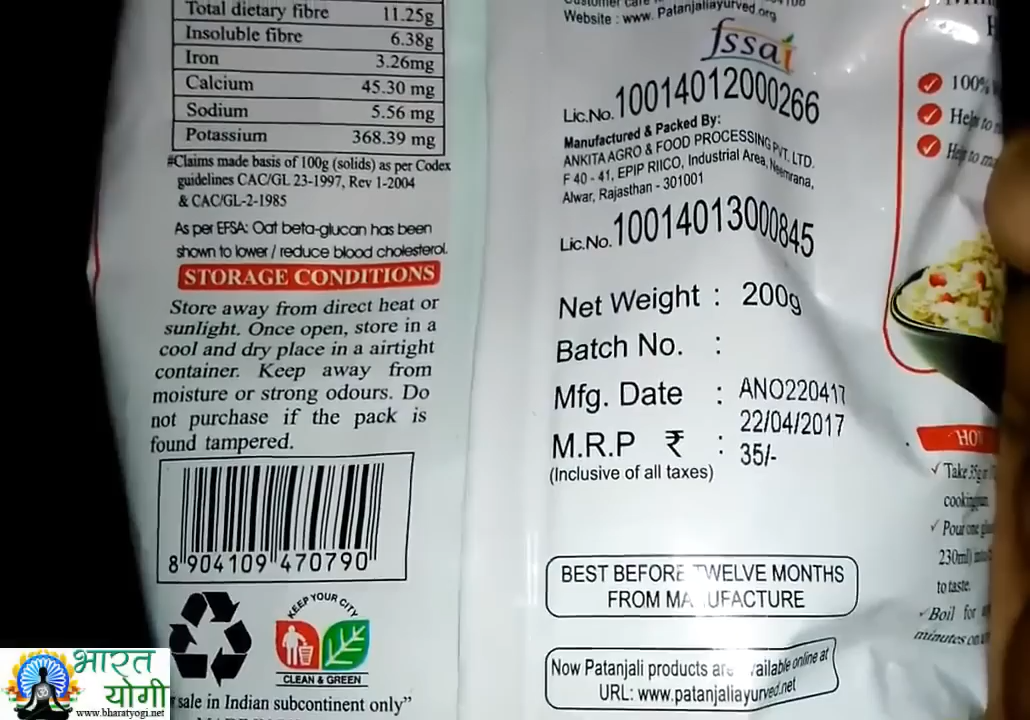 Total dietary fibre 11.25g
Insoluble fibre 6.38g
Iron 3.26mg
Calcium 45.30 mg
Sodium 5.56 mg
Potassium 368.39 mg
#Claims made basis of 100g (solids) as per Codex
guidelines CAC/GL 23-1997, Rev 1-2004
& CAC/GL-2-1985
As per EFSA: Oat beta-glucan has been
shown to lower / reduce blood cholesterol.
STORAGE CONDITIONS
Store away from direct heat or
sunlight. Once open, store in a
cool and dry place in a airtight
container. Keep away from
moisture or strong odours. Do
not purchase if the pack is
found tampered.
8 904109 470790
KEEP YOUR CITY
CLEAN & GREEN
sale in Indian subcontinent only”
Customer care
Website : www. Patanjaliayurved.org
fssai
Lic.No. 10014012000266
Manufactured & Packed By:
ANKITA AGRO & FOOD PROCESSING PVT. LTD.
F 40 - 41, EPIP RIICO, Industrial Area, Neemrana,
Alwar, Rajasthan - 301001
Lic.No. 10014013000845
Net Weight : 200g
Batch No. :
Mfg. Date : ANO220417
22/04/2017
M.R.P ₹ : 35/-
(Inclusive of all taxes)
BEST BEFORE TWELVE MONTHS
FROM MA UFACTURE
Now Patanjali products are vailable online at
URL: www.patanjaliayurved.net
100%
Help to
Help to
HO
Take 35g
Pour one
230ml)
to taste.
Boil for
minutes on
भारत
योगी
www.bharatyogi.net